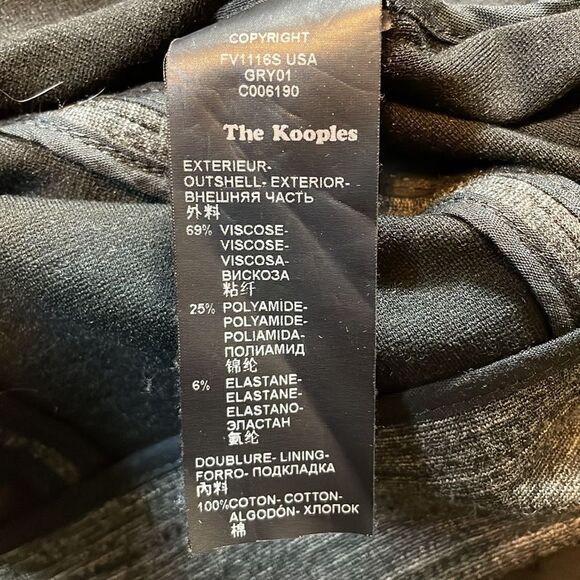 COPYRIGHT
FV1116S USA
GRY01
C006190
The Kooples
EXTERIEUR-
OUTSHELL- EXTERIOR-
ВНЕШНЯЯ ЧАСТЬ
外料
69% VISCOSE-
VISCOSE-
VISCOSA-
ВИСКОЗА
粘纤
25% POLYAMIDE-
POLYAMIDE-
POLIAMIDA-
ПОЛИАМИД
锦纶
6% ELASTANE-
ELASTANE-
ELASTANO-
ЭЛАСТАН
氨纶
DOUBLURE- LINING-
FORRO- ПОДКЛАДКА
內料
100%COTON- COTTON-
ALGODÓN- ХЛОПОК
棉